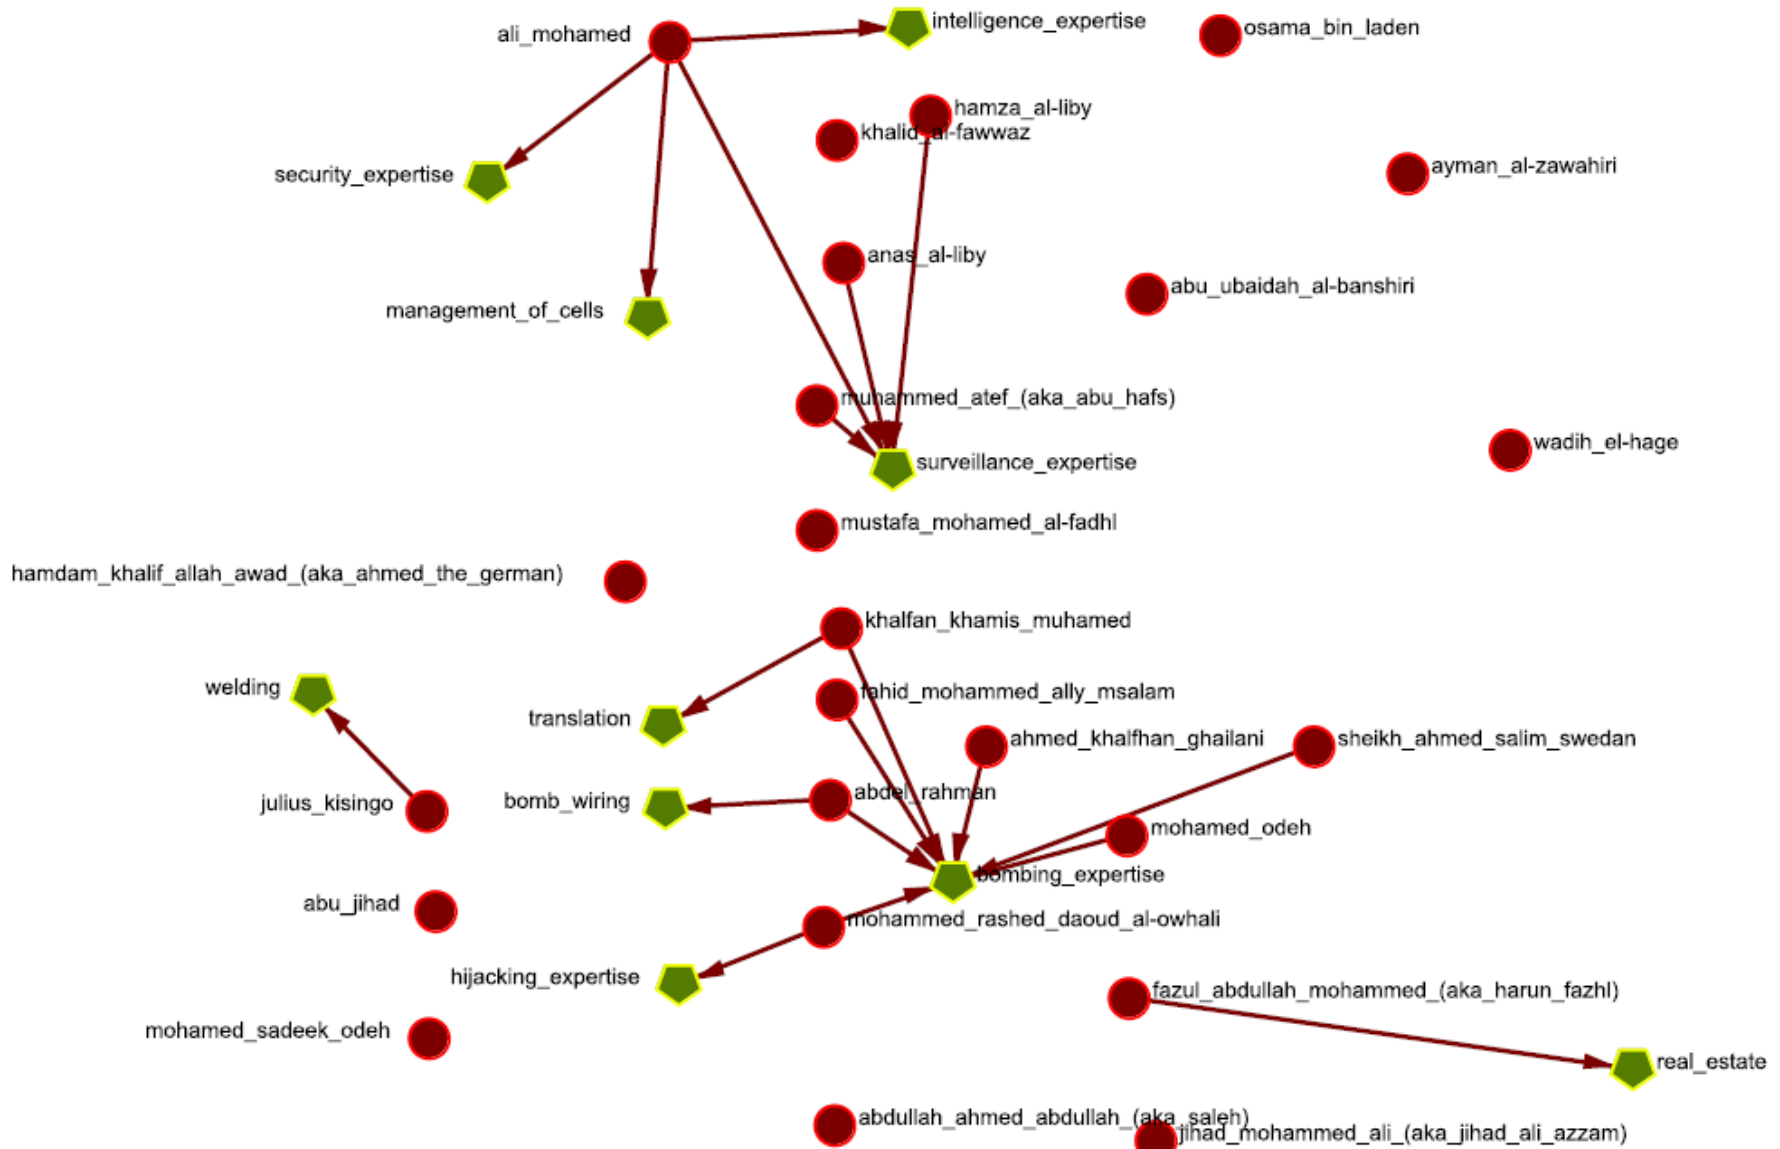 ali_mohamed
intelligence_expertise
osama_bin_laden
hamza_al-liby
khalid_al-fawwaz
ayman_al-zawahiri
security_expertise
anas_al-liby
abu_ubaidah_al-banshiri
management_of_cells
muhammed_atef_(aka_abu_hafs)
wadih_el-hage
surveillance_expertise
mustafa_mohamed_al-fadhl
hamdam_khalif_allah_awad_(aka_ahmed_the_german)
khalfan_khamis_muhamed
welding
fahid_mohammed_ally_msalam
translation
ahmed_khalfhan_ghailani
sheikh_ahmed_salim_swedan
julius_kisingo
bomb_wiring
abdel_rahman
mohamed_odeh
bombing_expertise
abu_jihad
mohammed_rashed_daoud_al-owhali
hijacking_expertise
fazul_abdullah_mohammed_(aka_harun_fazhl)
mohamed_sadeek_odeh
real_estate
abdullah_ahmed_abdullah_(aka_saleh)
jihad_mohammed_ali_(aka_jihad_ali_azzam)